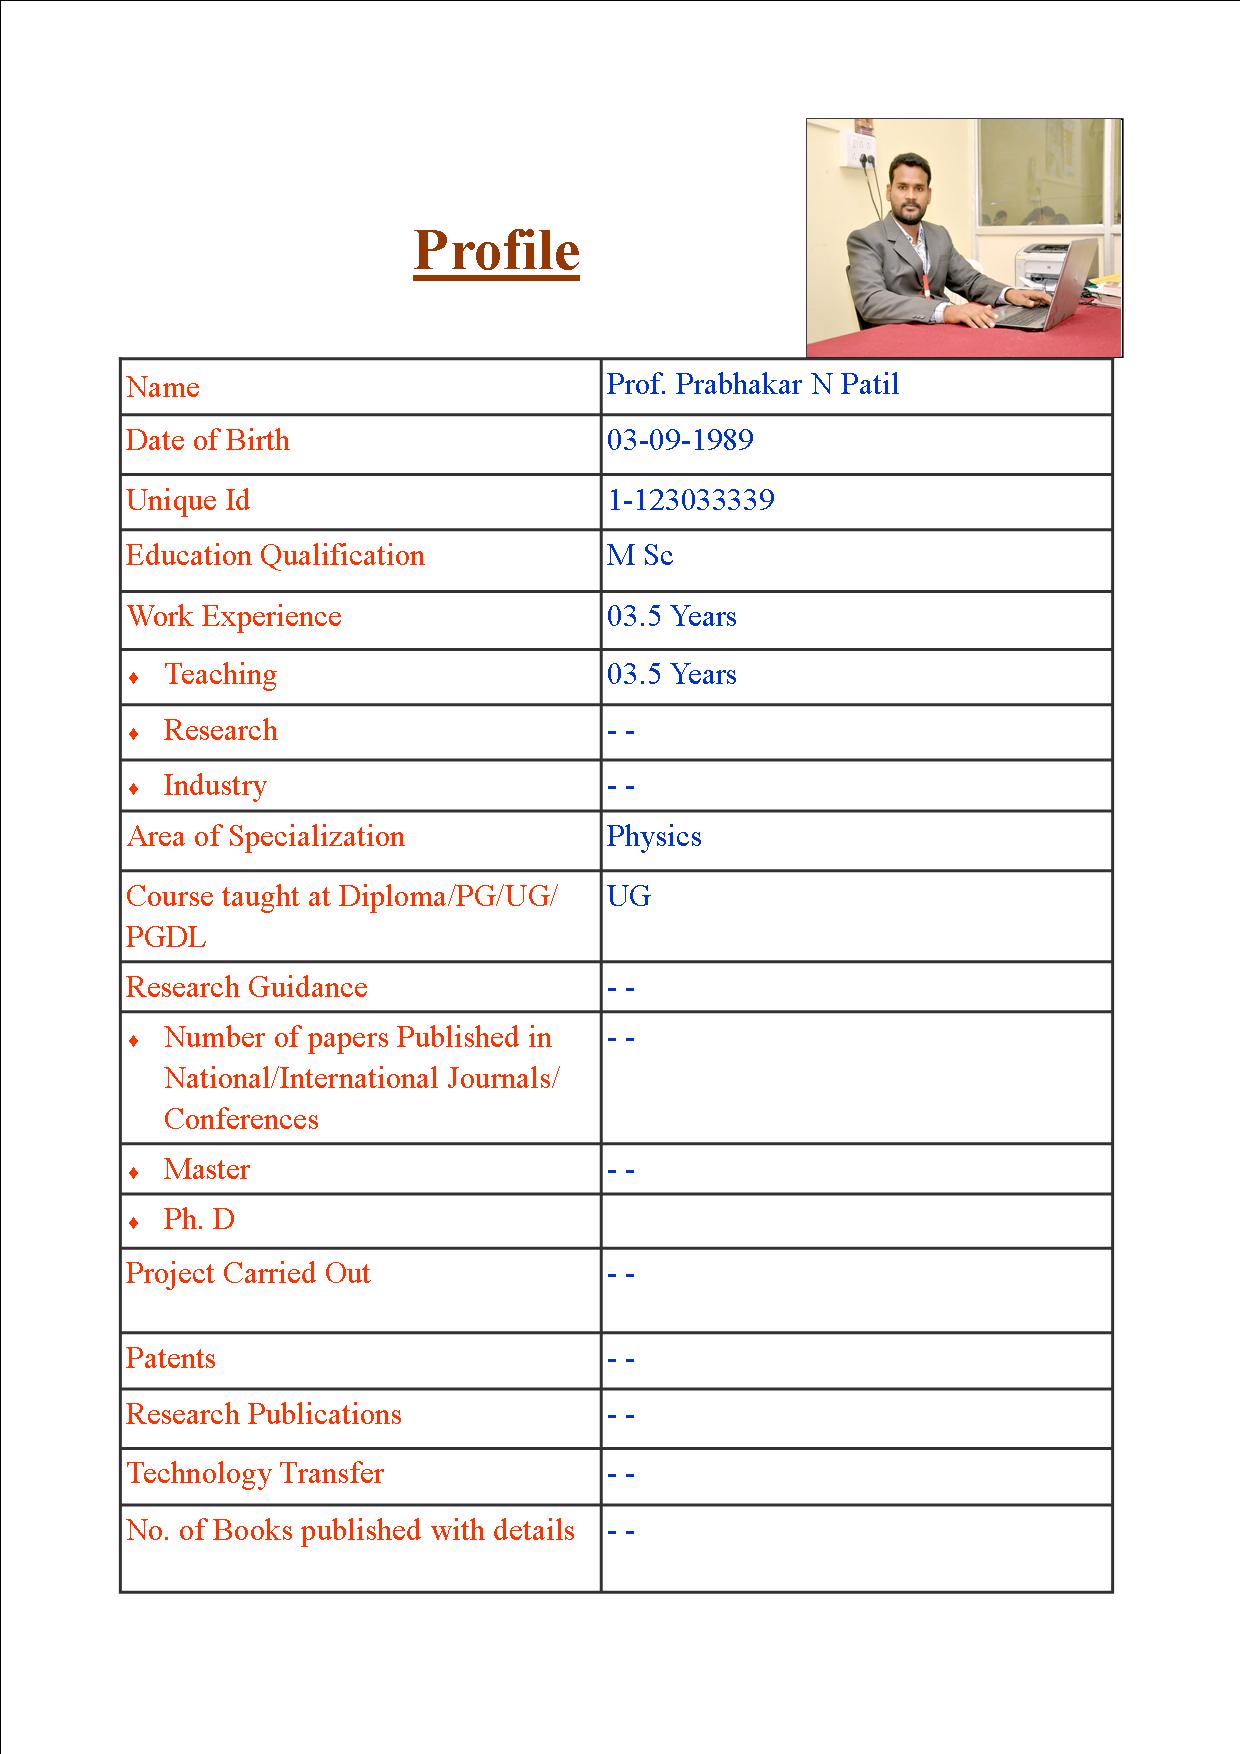 Profile
Name Prof. Prabhakar N Patil
Date of Birth 03-09-1989
Unique Id 1-123033339
Education Qualification M Sc
Work Experience 03.5 Years
♦ Teaching 03.5 Years
♦ Research - -
♦ Industry - -
Area of Specialization Physics
Course taught at Diploma/PG/UG/ UG
PGDL
Research Guidance - -
♦ Number of papers Published in - -
National/International Journals/
Conferences
♦ Master - -
♦ Ph. D
Project Carried Out - -
Patents - -
Research Publications - -
Technology Transfer - -
No. of Books published with details - -